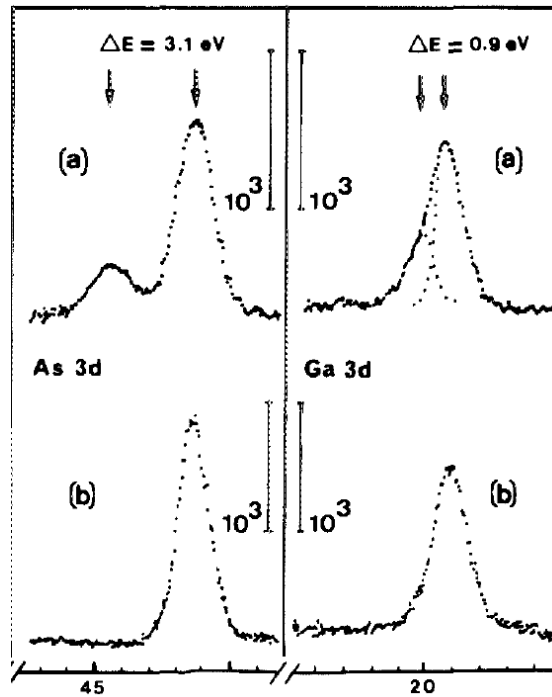 ΔE = 3.1 eV
ΔE = 0.9 eV
(a)
(a)
10³
10³
As 3d
Ga 3d
(b)
(b)
10³
10³
45
20